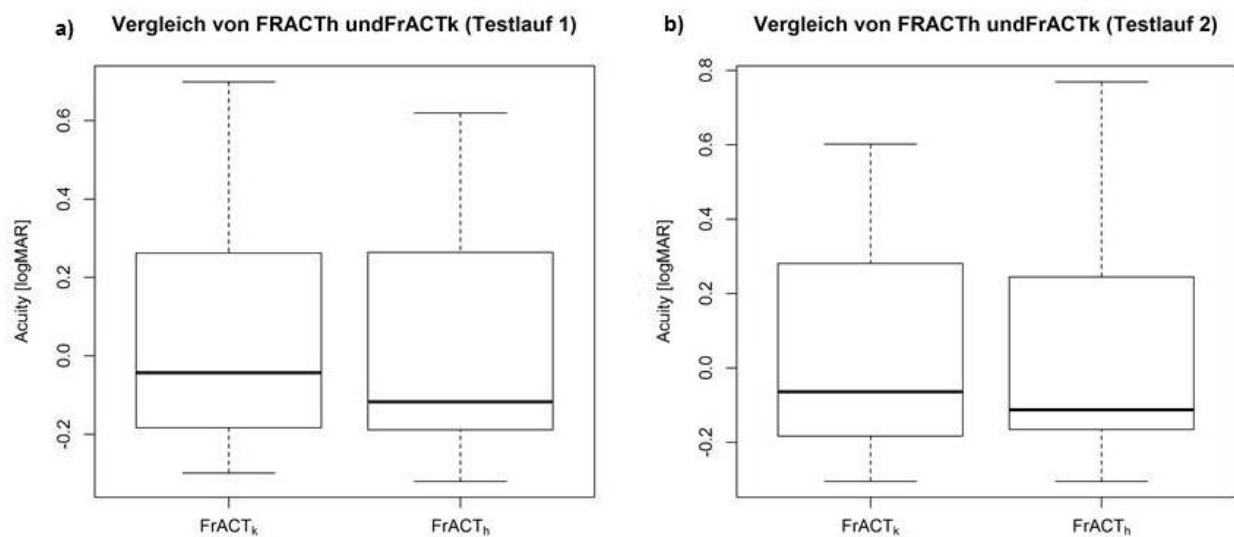 a) Vergleich von FRACTh undFrACTk (Testlauf 1)
Acuity [logMAR]
0.6
0.4
0.2
0.0
-0.2
FrACTk
FrACTh
b) Vergleich von FRACTh undFrACTk (Testlauf 2)
Acuity [logMAR]
0.8
0.6
0.4
0.2
0.0
-0.2
FrACTk
FrACTh